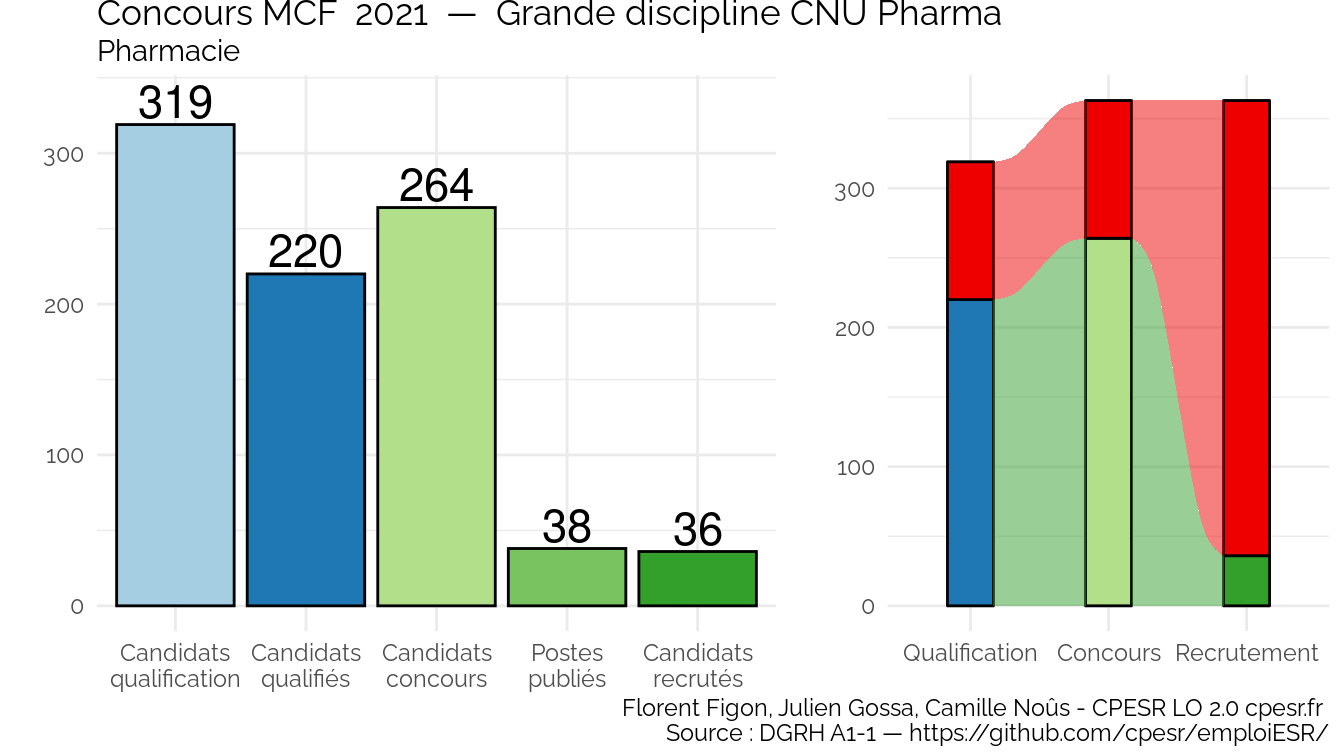 Concours MCF 2021 — Grande discipline CNU Pharma
Pharmacie
319
220
264
38
36
300
200
100
0
Candidats qualification
Candidats qualifiés
Candidats concours
Postes publiés
Candidats recrutés
300
200
100
0
Qualification
Concours
Recrutement
Florent Figon, Julien Gossa, Camille Noûs - CPESR LO 2.0 cpesr.fr
Source : DGRH A1-1 — https://github.com/cpesr/emploiESR/